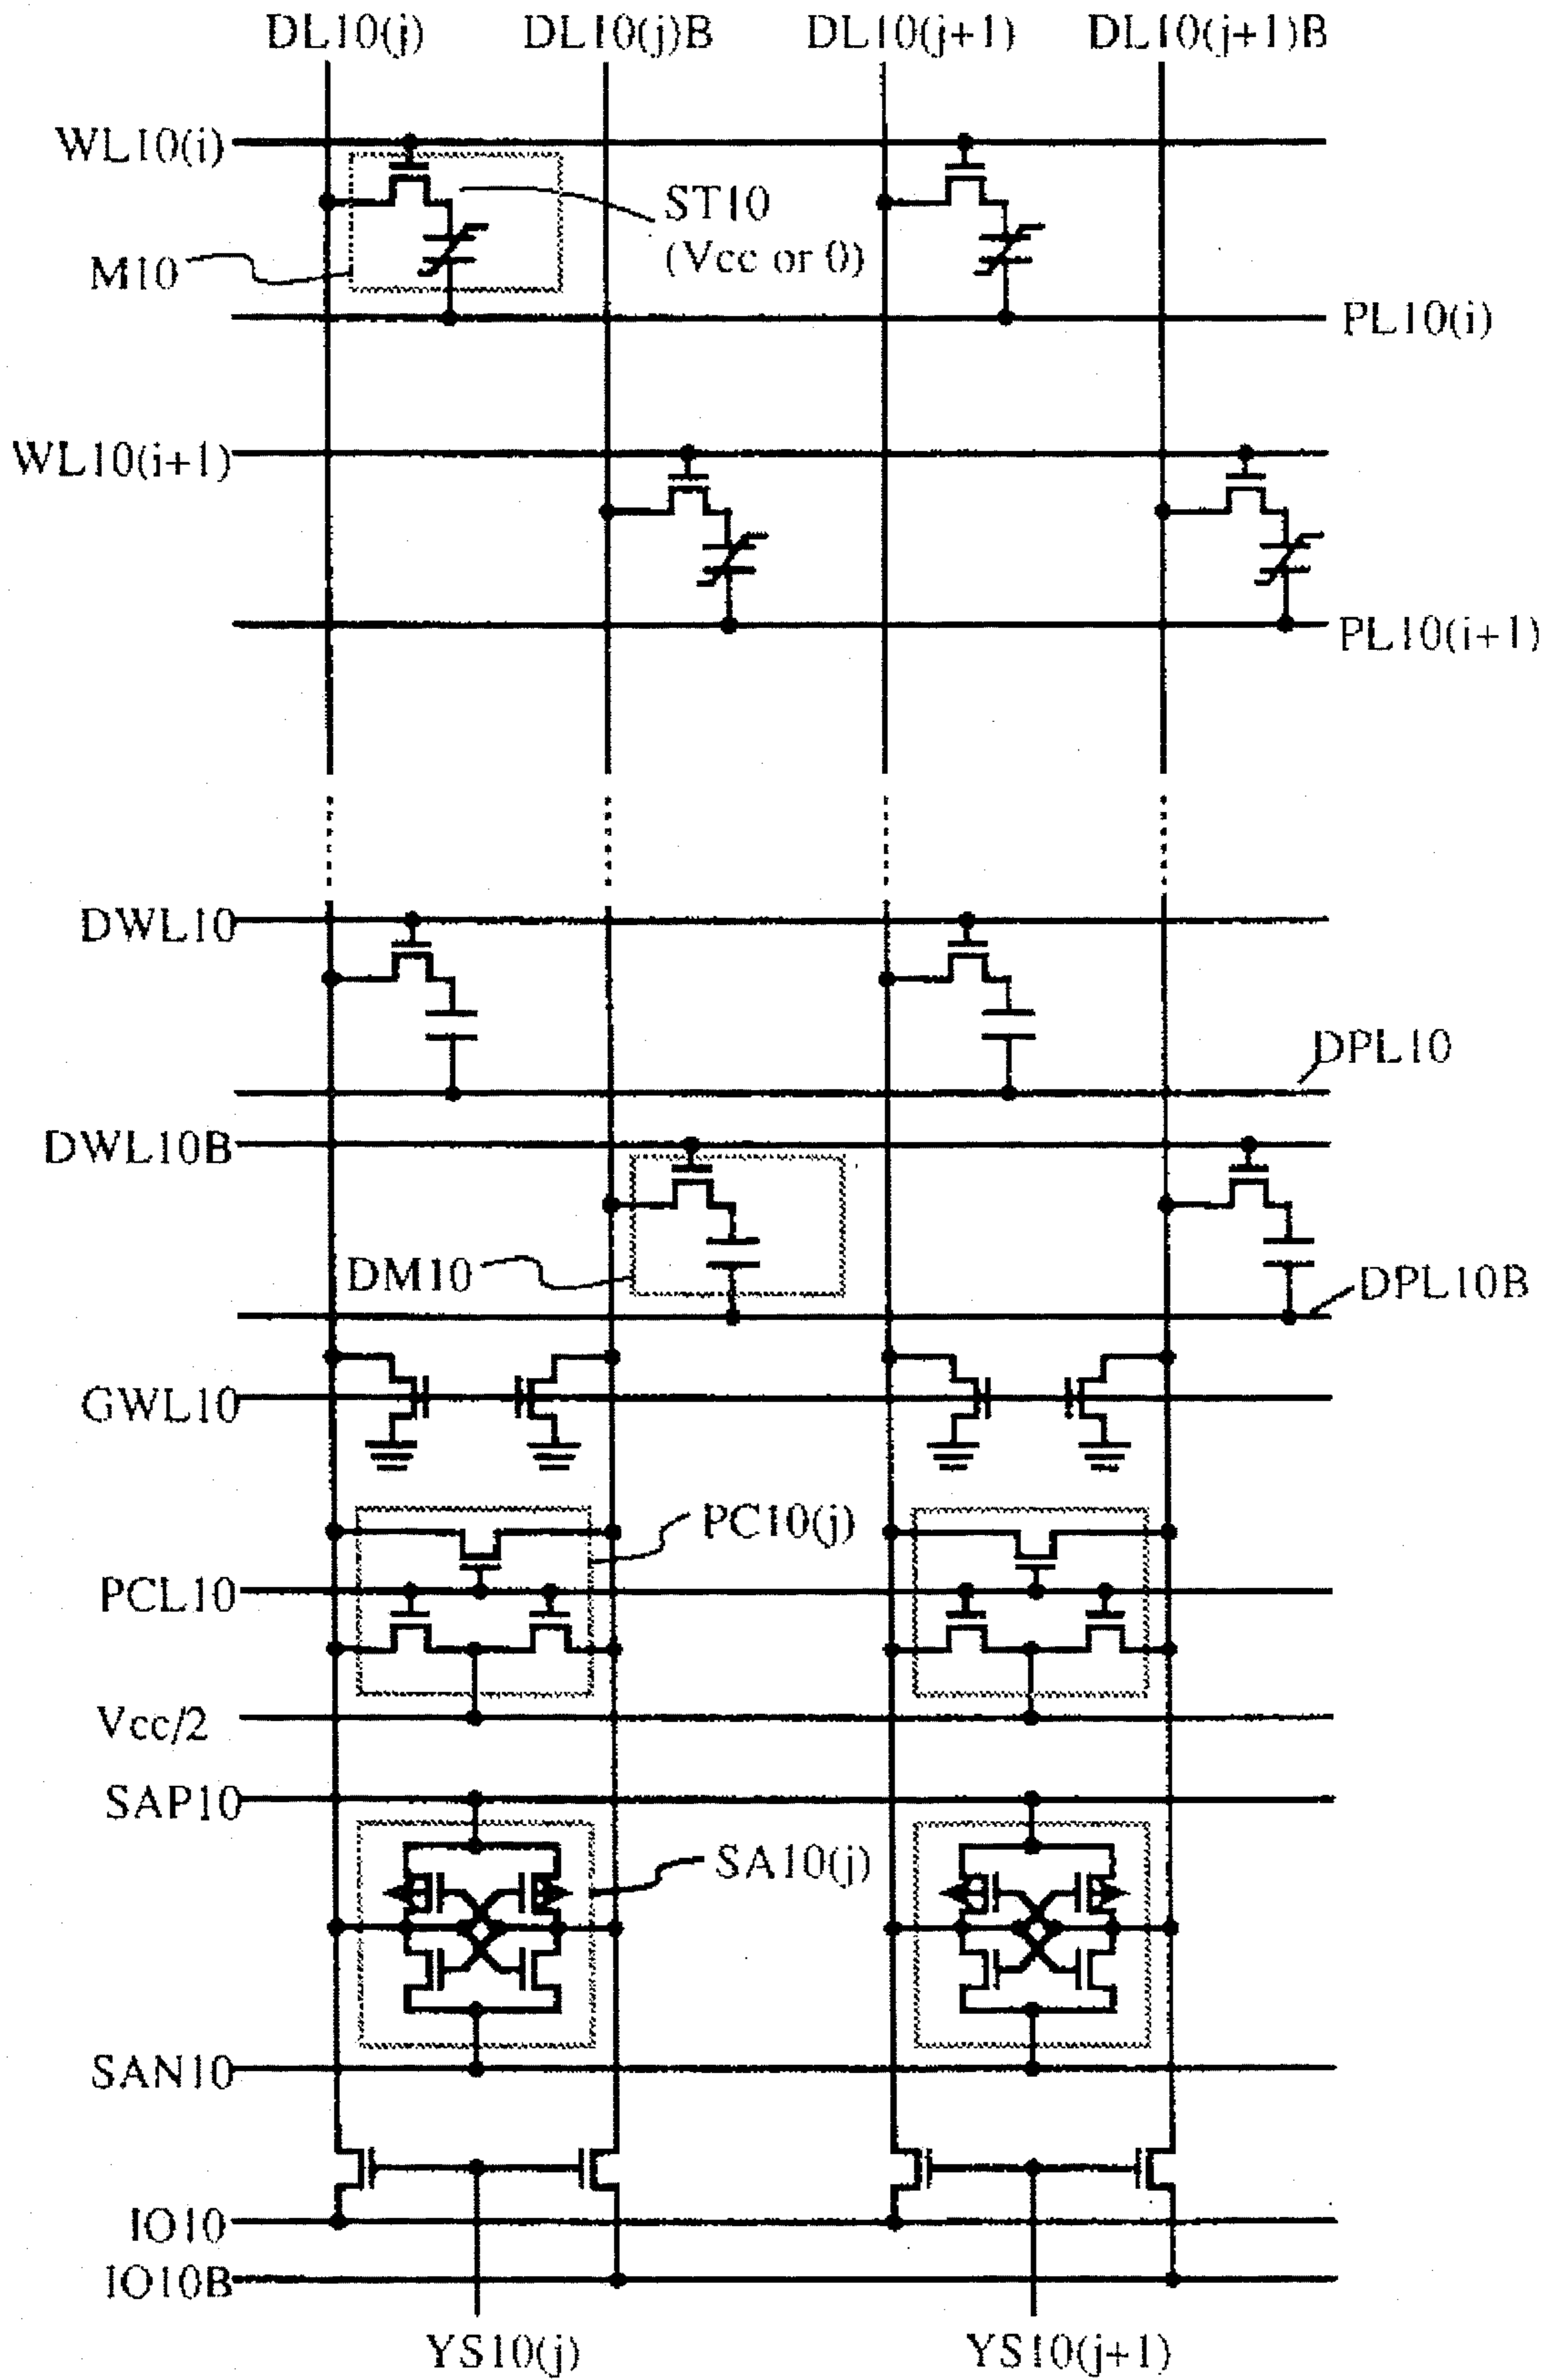 DL10(j) DL10(j)B DL10(j+1) DL10(j+1)B
WL10(i)
ST10
(Vcc or 0)
M10
PL10(i)
WL10(i+1)
PL10(i+1)
DWL10
DPL10
DWL10B
DM10
DPL10B
GWL10
PC10(j)
PCL10
Vcc/2
SAP10
SA10(j)
SAN10
IO10
IO10B
YS10(j) YS10(j+1)